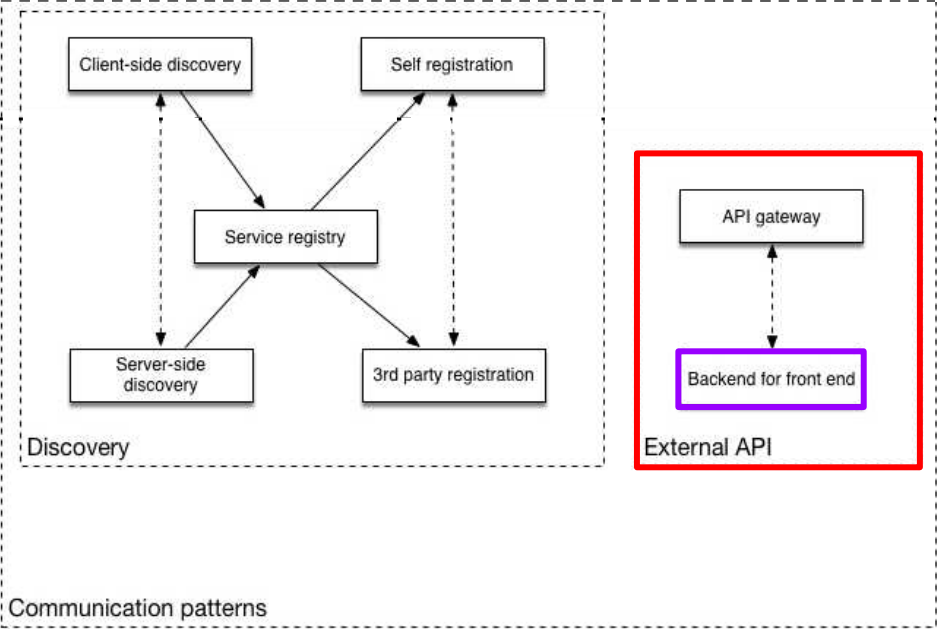 Client-side discovery
Self registration
Service registry
API gateway
Server-side
discovery
3rd party registration
Backend for front end
Discovery
External API
Communication patterns